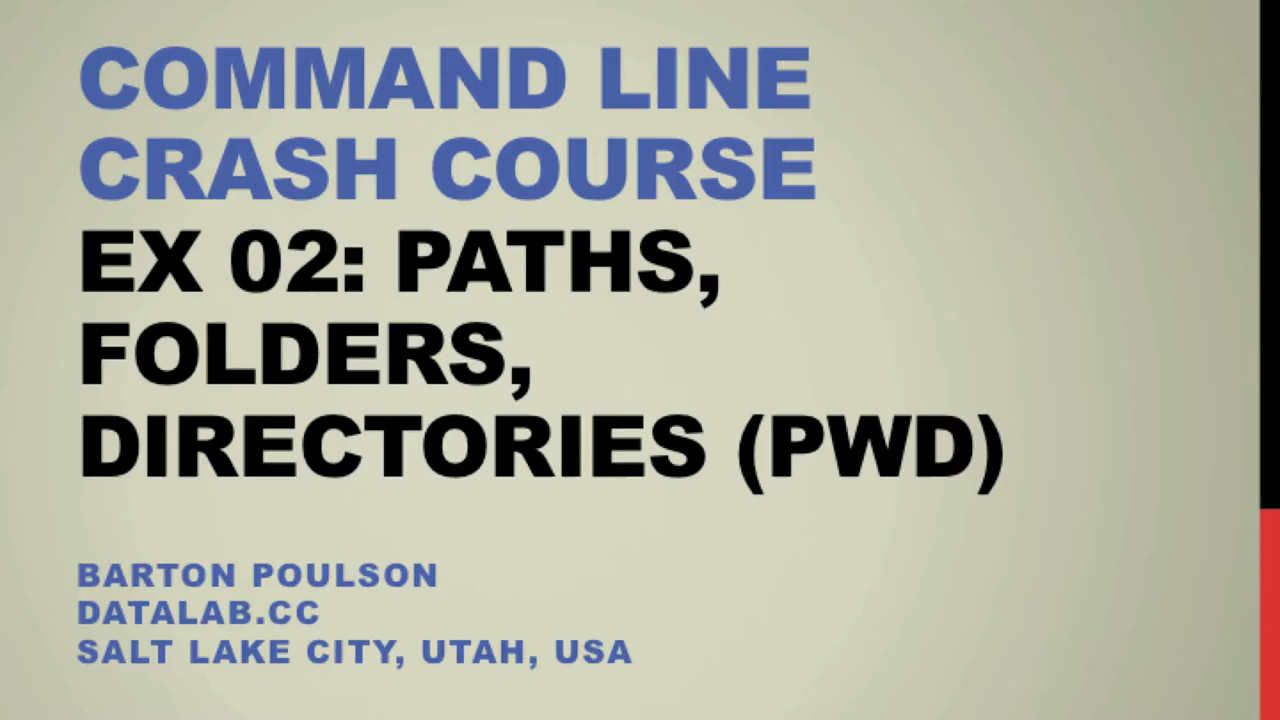 COMMAND LINE
CRASH COURSE
EX 02: PATHS,
FOLDERS,
DIRECTORIES (PWD)
BARTON POULSON
DATALAB.CC
SALT LAKE CITY, UTAH, USA